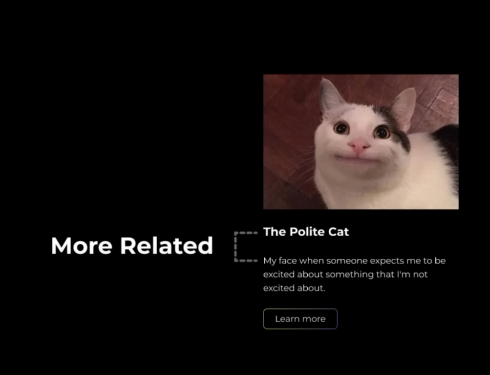 The Polite Cat
More Related
My face when someone expects me to be
excited about something that I'm not
excited about.
Learn more